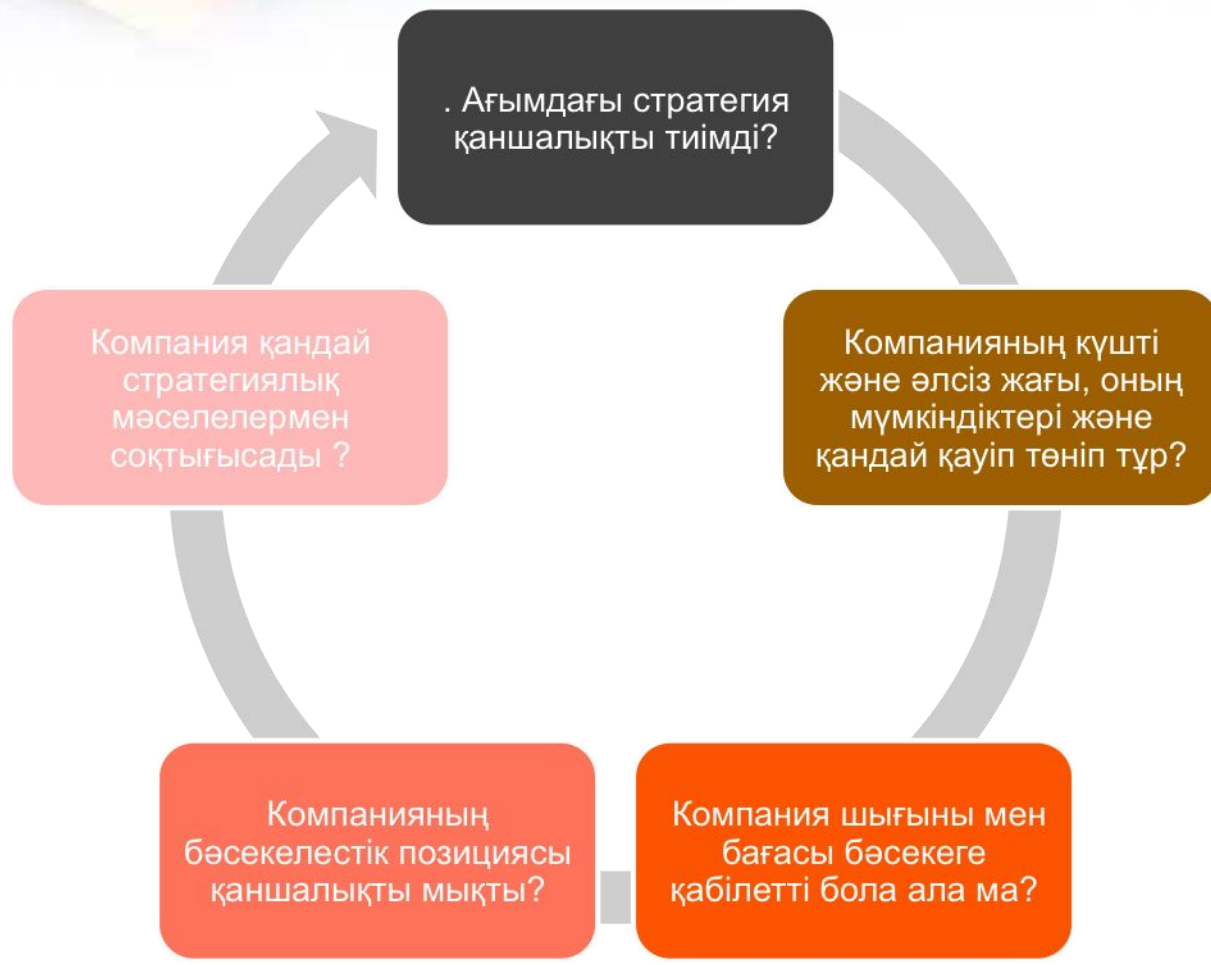 . Ағымдағы стратегия
қаншалықты тиімді?
Компанияның күшті
және әлсіз жағы, оның
мүмкіндіктері және
қандай қауіп төніп тұр?
Компания шығыны мен
бағасы бәсекеге
қабілетті бола ала ма?
Компанияның
бәсекелестік позициясы
қаншалықты мықты?
Компания қандай
стратегиялық
мәселелермен
соқтығысады ?